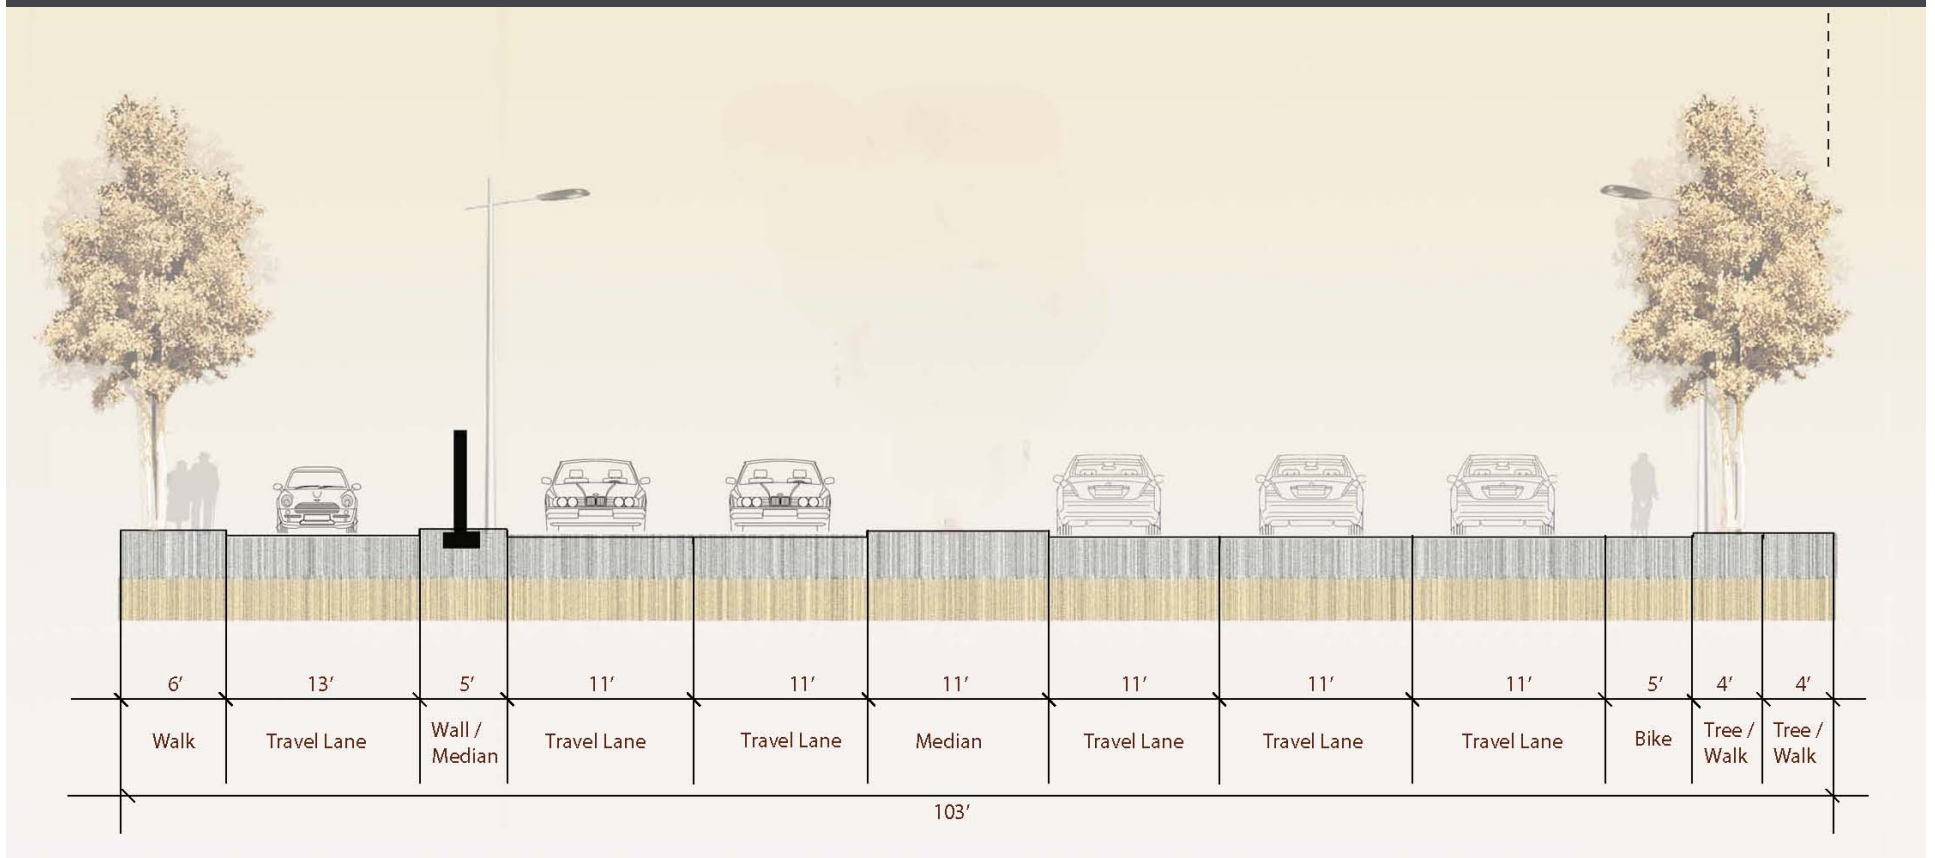 6′ 13′ 5′ 11′ 11′ 11′ 11′ 11′ 11′ 5′ 4′ 4′
Walk
Travel Lane
Wall /
Median
Travel Lane
Travel Lane
Median
Travel Lane
Travel Lane
Travel Lane
Bike
Tree /
Walk
Tree /
Walk
103′